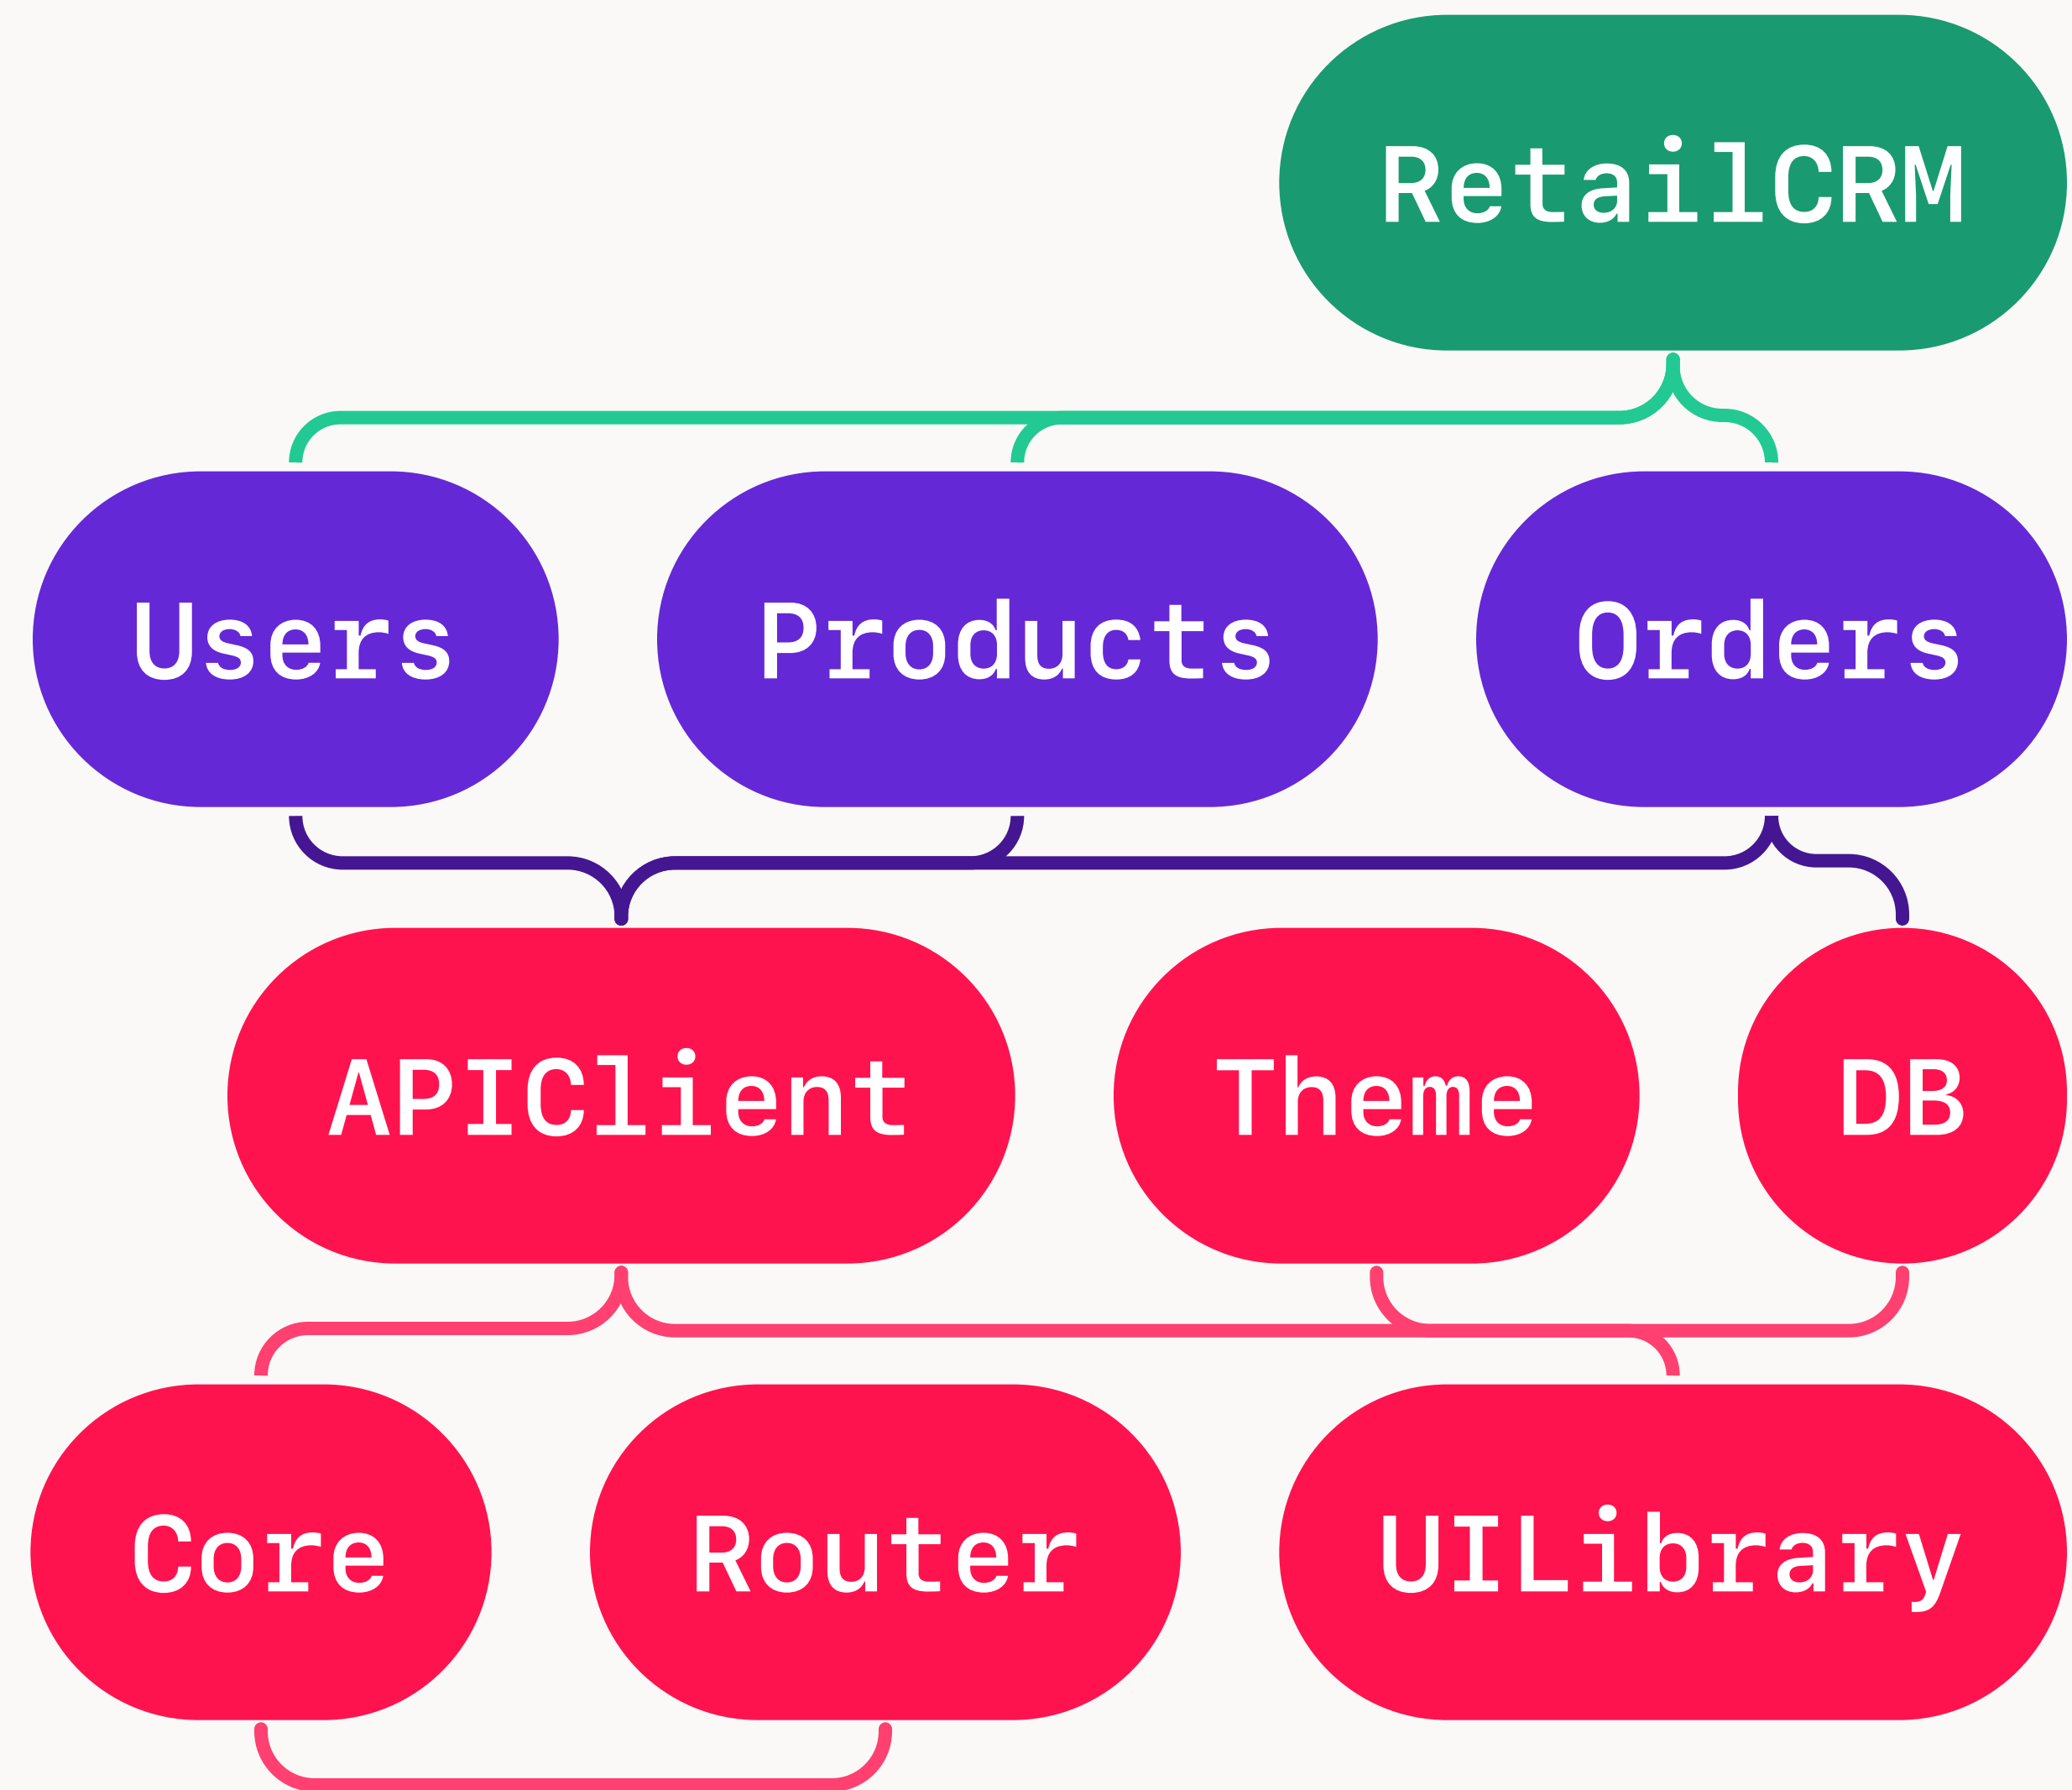 RetailCRM
Users
Products
Orders
APIClient
Theme
DB
Core
Router
UILibrary